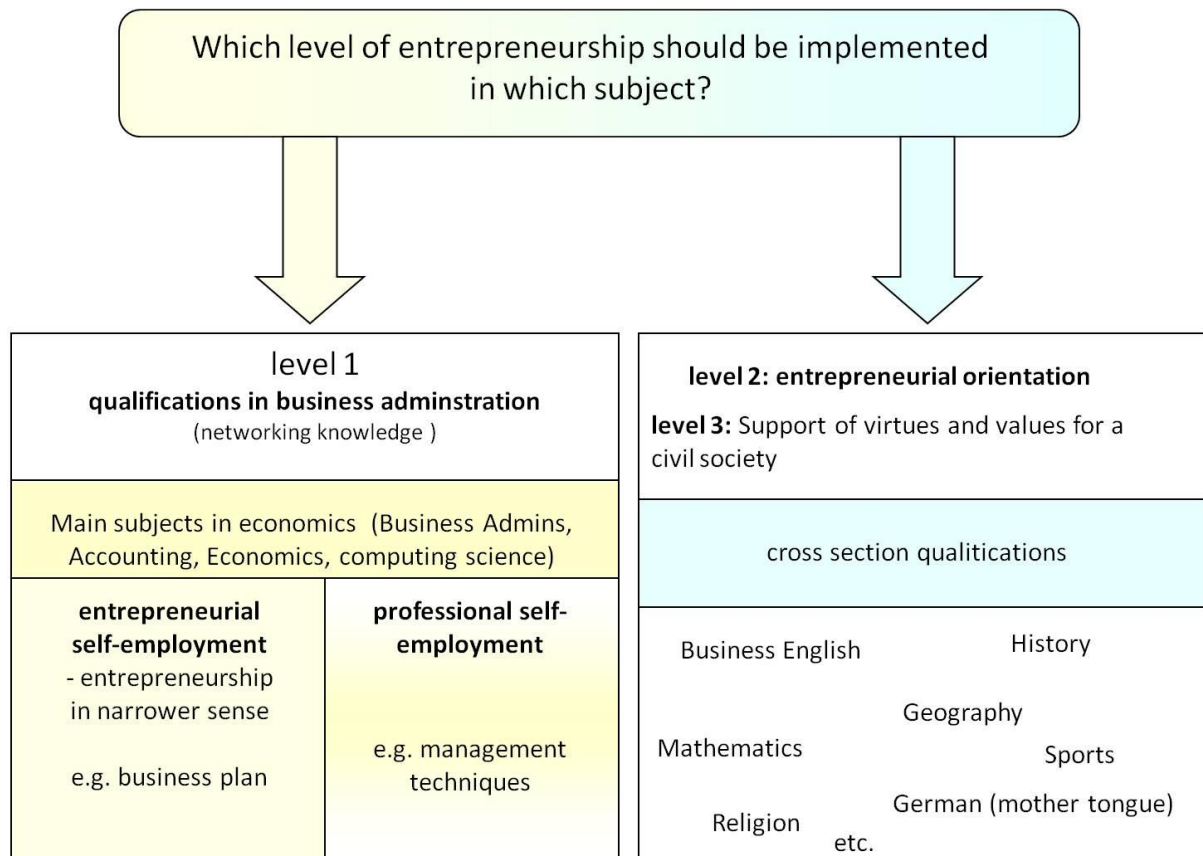 Which level of entrepreneurship should be implemented
in which subject?
level 1
qualifications in business adminstration
(networking knowledge )
Main subjects in economics (Business Admins,
Accounting, Economics, computing science)
entrepreneurial
self-employment
- entrepreneurship
in narrower sense
e.g. business plan
professional self-
employment
e.g. management
techniques
level 2: entrepreneurial orientation
level 3: Support of virtues and values for a
civil society
cross section qualitications
Business English
History
Geography
Mathematics
Sports
German (mother tongue)
Religion
etc.